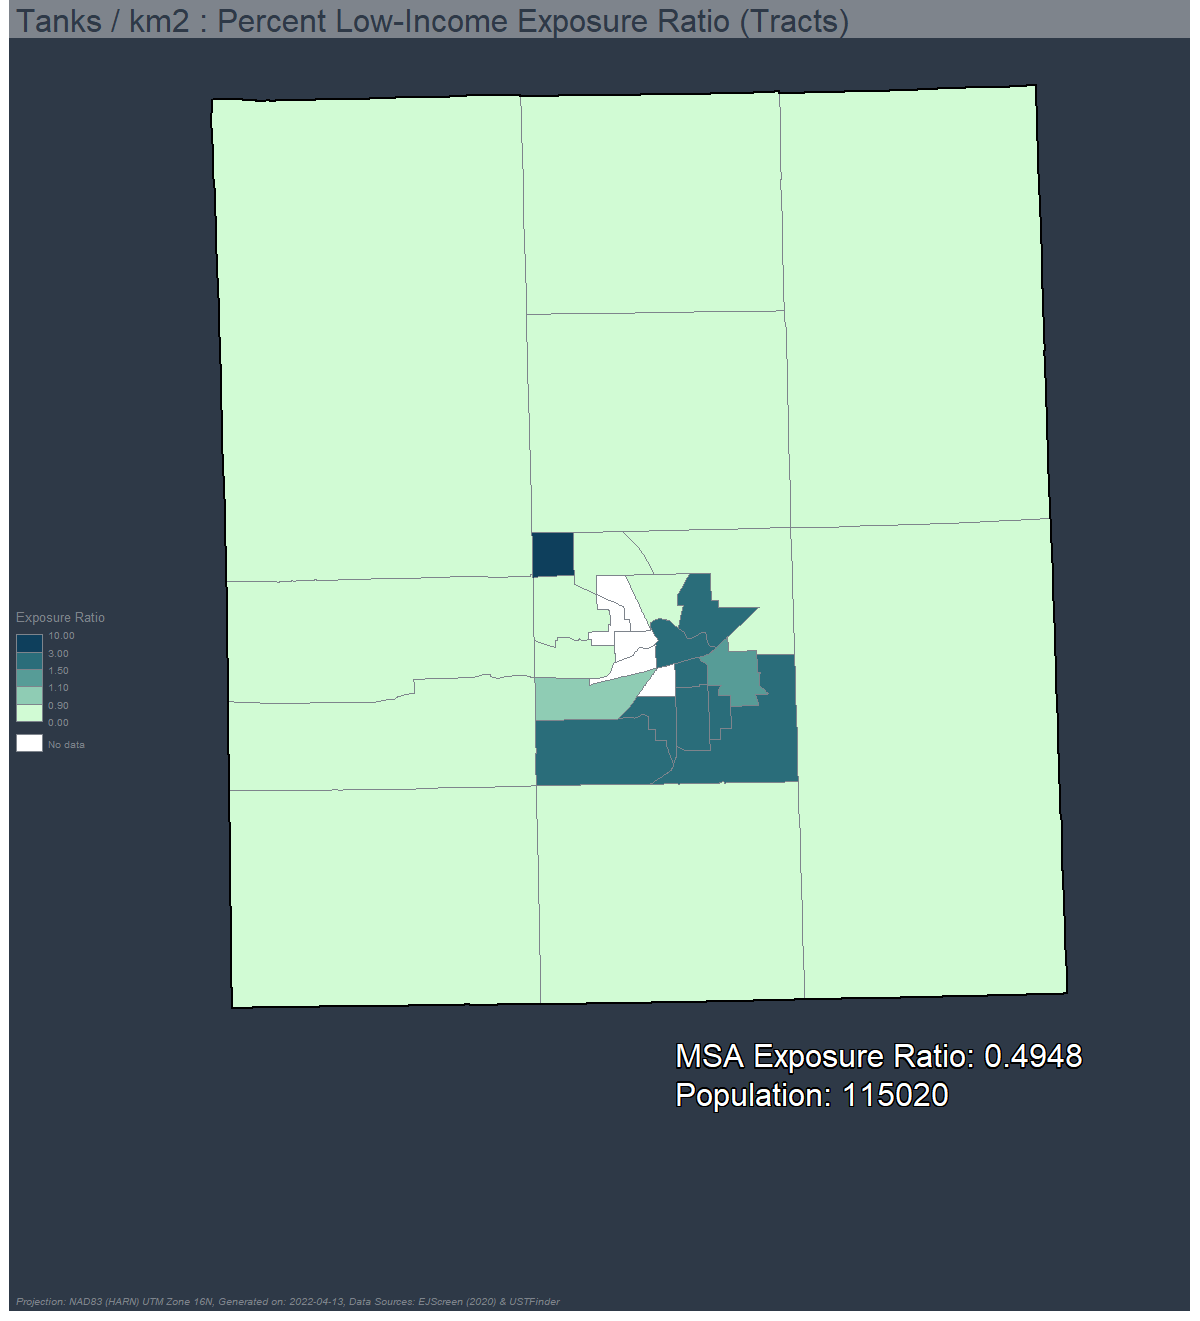 Tanks / km2 : Percent Low-Income Exposure Ratio (Tracts)
Exposure Ratio
10.00
3.00
1.50
1.10
0.90
0.00
No data
MSA Exposure Ratio: 0.4948
Population: 115020
Projection: NAD83 (HARN) UTM Zone 16N, Generated on: 2022-04-13, Data Sources: EJScreen (2020) & USTFinder